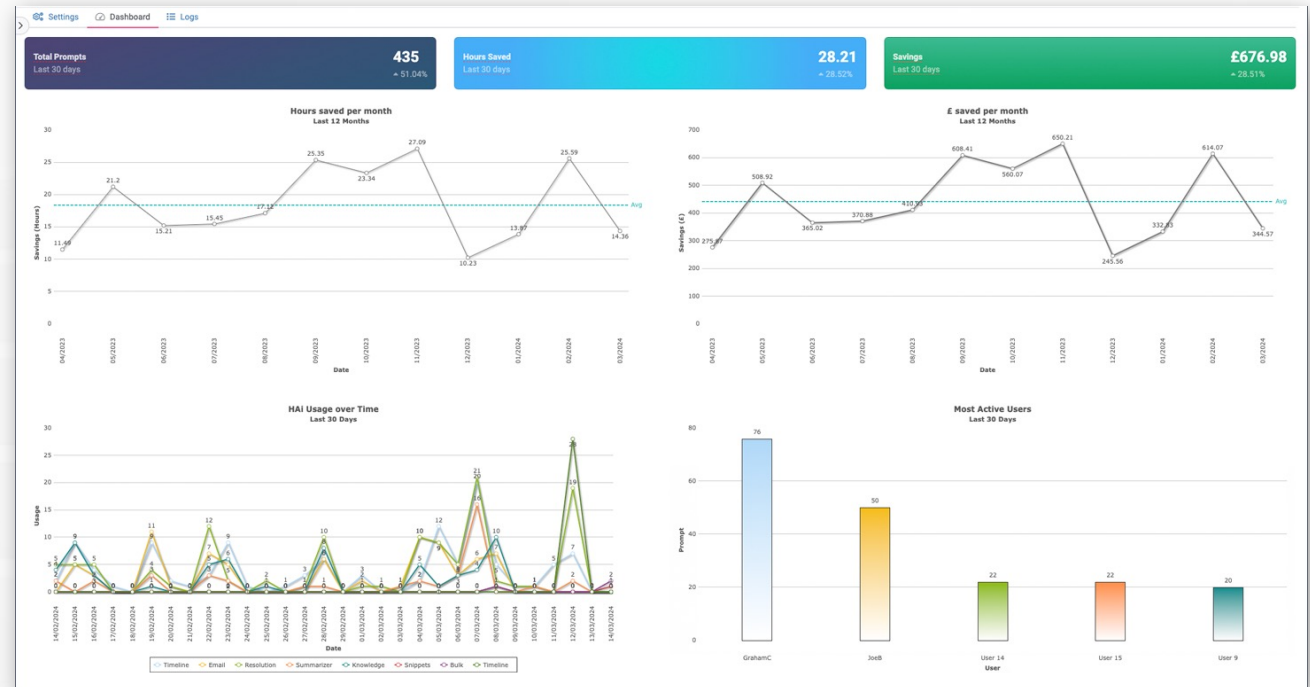 Settings Dashboard Logs
Total Prompts 435
Last 30 days 51.04%
Hours Saved 28.21
Last 30 days 28.52%
Savings £676.98
Last 30 days 28.51%
Hours saved per month
Last 12 Months
30
25
20
15
10
5
0
Savings (Hours)
11.49 21.2 15.21 15.45 17.12 25.35 23.34 27.09 10.23 13.87 25.59 14.36
Avg
04/2023 05/2023 06/2023 07/2023 08/2023 09/2023 10/2023 11/2023 12/2023 01/2024 02/2024 03/2024
Date
£ saved per month
Last 12 Months
700
600
500
400
300
200
100
0
Savings (£)
508.92 365.02 370.88 608.41 560.07 650.21 245.56 614.07 344.57
Avg
04/2023 05/2023 06/2023 07/2023 08/2023 09/2023 10/2023 11/2023 12/2023 01/2024 02/2024 03/2024
Date
HAi Usage over Time
Last 30 Days
30
25
20
15
10
5
0
Usage
9 11 12 9 10 10 12 21 20 16 10 19 7
14/02/2024 15/02/2024 16/02/2024 17/02/2024 18/02/2024 19/02/2024 20/02/2024 21/02/2024 22/02/2024 23/02/2024 24/02/2024 25/02/2024 26/02/2024 27/02/2024 28/02/2024 29/02/2024 01/03/2024 02/03/2024 03/03/2024 04/03/2024 05/03/2024 06/03/2024 07/03/2024 08/03/2024 09/03/2024 10/03/2024 11/03/2024 12/03/2024 13/03/2024 14/03/2024
Date
Timeline Email Resolution Summarizer Knowledge Snippets Bulk Timeline
Most Active Users
Last 30 Days
80
60
40
20
0
Prompt
76 50 22 22 20
GrahamC JoeB User 14 User 15 User 9
User